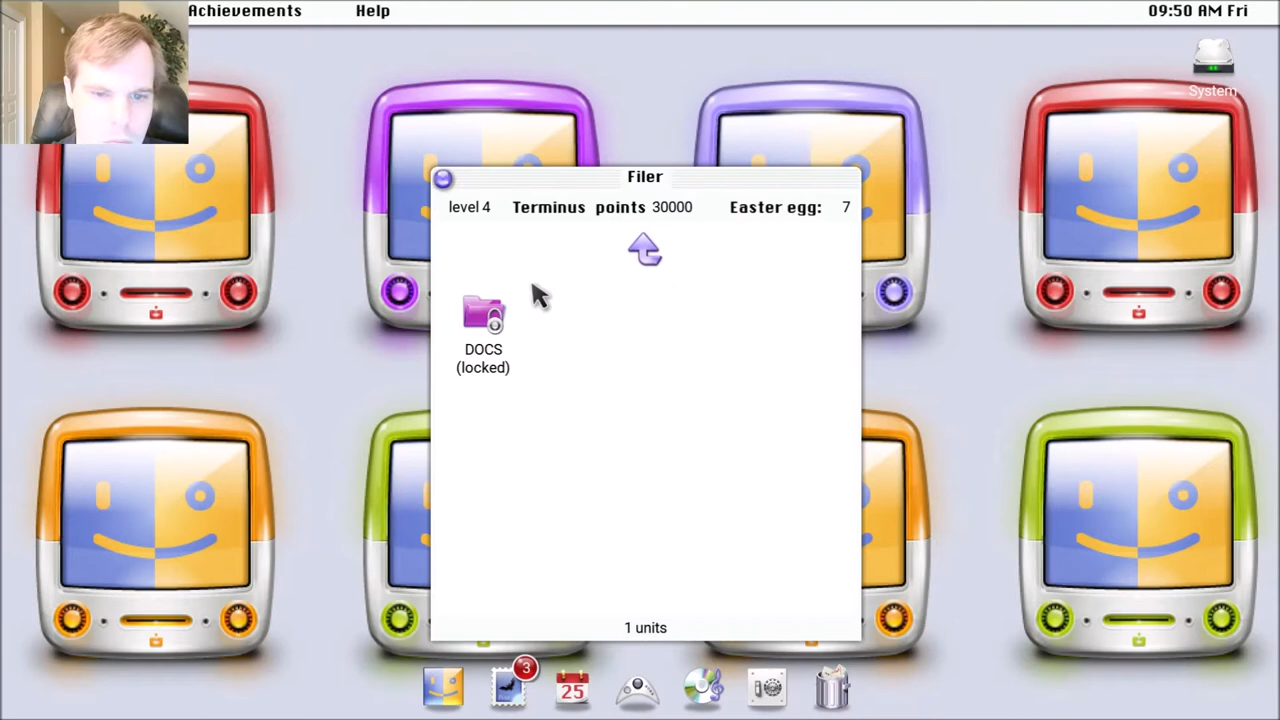 Achievements Help 09:50 AM Fri
System
Filer
level 4 Terminus points 30000 Easter egg: 7
DOCS
(locked)
1 units
3
25